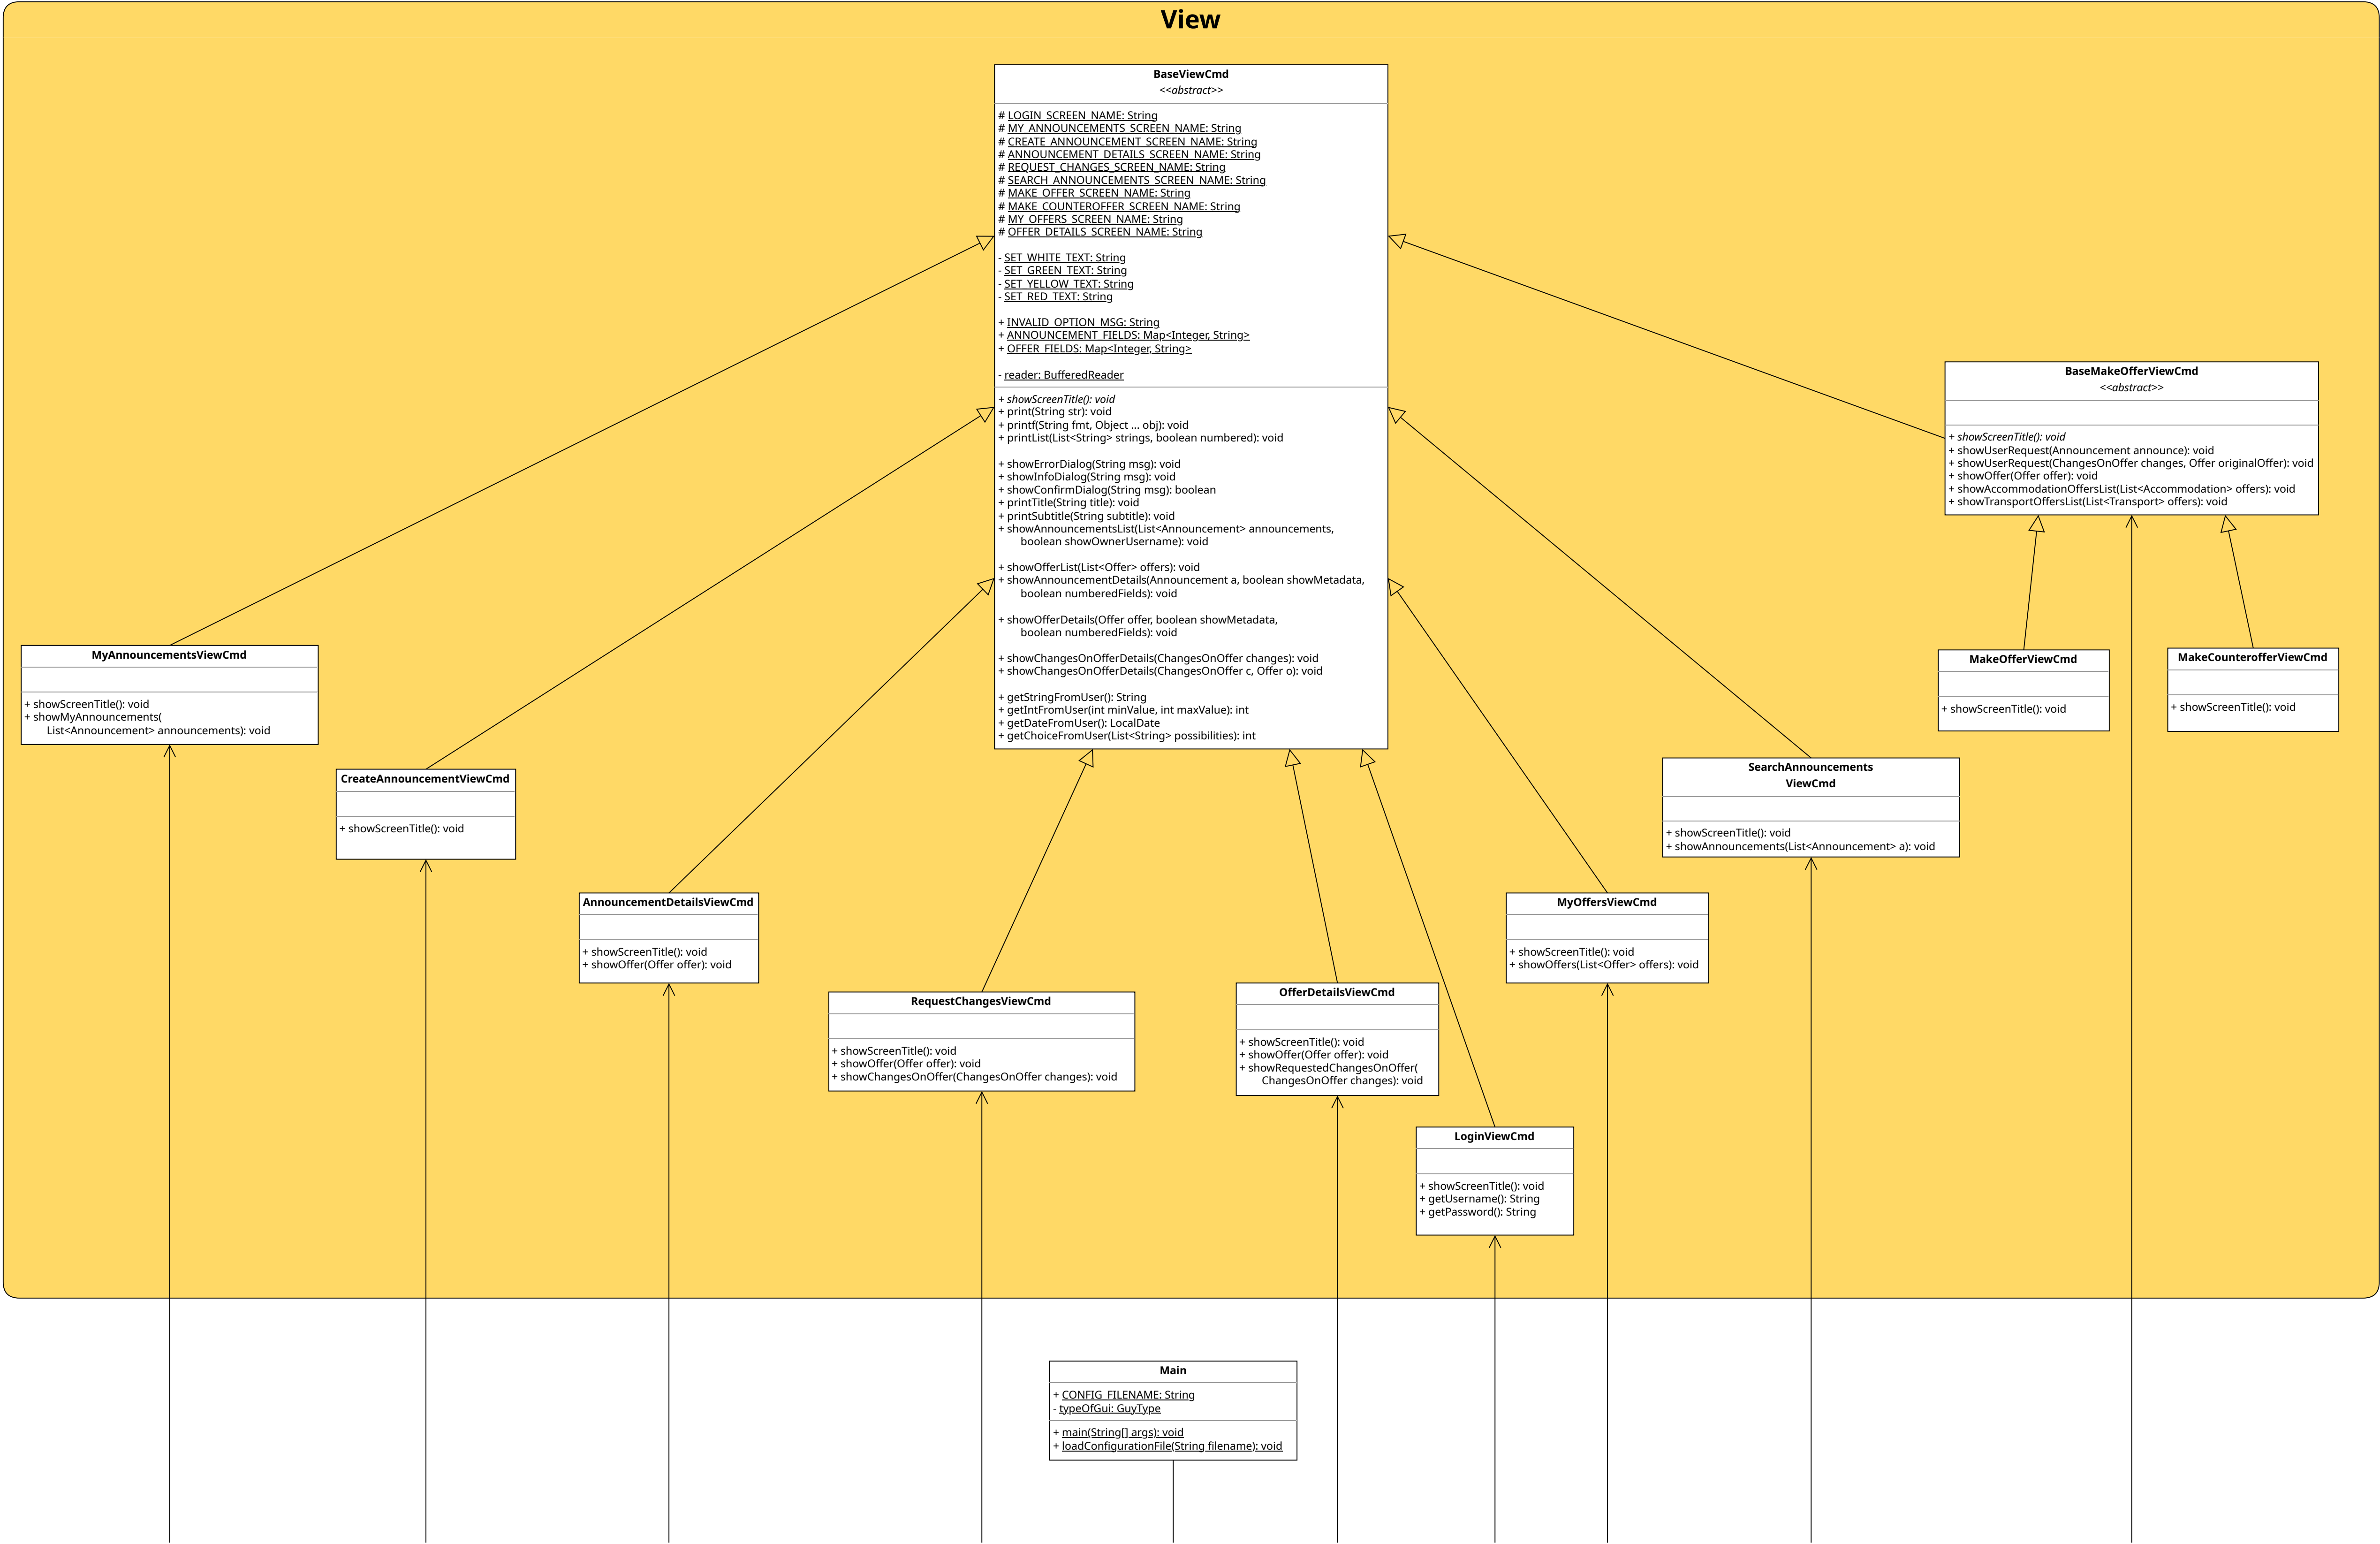 View
BaseViewCmd
<<abstract>>
# LOGIN_SCREEN_NAME: String
# MY_ANNOUNCEMENTS_SCREEN_NAME: String
# CREATE_ANNOUNCEMENT_SCREEN_NAME: String
# ANNOUNCEMENT_DETAILS_SCREEN_NAME: String
# REQUEST_CHANGES_SCREEN_NAME: String
# SEARCH_ANNOUNCEMENTS_SCREEN_NAME: String
# MAKE_OFFER_SCREEN_NAME: String
# MAKE_COUNTEROFFER_SCREEN_NAME: String
# MY_OFFERS_SCREEN_NAME: String
# OFFER_DETAILS_SCREEN_NAME: String
- SET_WHITE_TEXT: String
- SET_GREEN_TEXT: String
- SET_YELLOW_TEXT: String
- SET_RED_TEXT: String
+ INVALID_OPTION_MSG: String
+ ANNOUNCEMENT_FIELDS: Map<Integer, String>
+ OFFER_FIELDS: Map<Integer, String>
- reader: BufferedReader
+ showScreenTitle(): void
+ print(String str): void
+ printf(String fmt, Object ... obj): void
+ printList(List<String> strings, boolean numbered): void
+ showErrorDialog(String msg): void
+ showInfoDialog(String msg): void
+ showConfirmDialog(String msg): boolean
+ printTitle(String title): void
+ printSubtitle(String subtitle): void
+ showAnnouncementsList(List<Announcement> announcements,
boolean showOwnerUsername): void
+ showOfferList(List<Offer> offers): void
+ showAnnouncementDetails(Announcement a, boolean showMetadata,
boolean numberedFields): void
+ showOfferDetails(Offer offer, boolean showMetadata,
boolean numberedFields): void
+ showChangesOnOfferDetails(ChangesOnOffer changes): void
+ showChangesOnOfferDetails(ChangesOnOffer c, Offer o): void
+ getStringFromUser(): String
+ getIntFromUser(int minValue, int maxValue): int
+ getDateFromUser(): LocalDate
+ getChoiceFromUser(List<String> possibilities): int
BaseMakeOfferViewCmd
<<abstract>>
+ showScreenTitle(): void
+ showUserRequest(Announcement announce): void
+ showUserRequest(ChangesOnOffer changes, Offer originalOffer): void
+ showOffer(Offer offer): void
+ showAccommodationOffersList(List<Accommodation> offers): void
+ showTransportOffersList(List<Transport> offers): void
MyAnnouncementsViewCmd
+ showScreenTitle(): void
+ showMyAnnouncements(
List<Announcement> announcements): void
MakeOfferViewCmd
+ showScreenTitle(): void
MakeCounterofferViewCmd
+ showScreenTitle(): void
CreateAnnouncementViewCmd
+ showScreenTitle(): void
SearchAnnouncements
ViewCmd
+ showScreenTitle(): void
+ showAnnouncements(List<Announcement> a): void
AnnouncementDetailsViewCmd
+ showScreenTitle(): void
+ showOffer(Offer offer): void
MyOffersViewCmd
+ showScreenTitle(): void
+ showOffers(List<Offer> offers): void
RequestChangesViewCmd
+ showScreenTitle(): void
+ showOffer(Offer offer): void
+ showChangesOnOffer(ChangesOnOffer changes): void
OfferDetailsViewCmd
+ showScreenTitle(): void
+ showOffer(Offer offer): void
+ showRequestedChangesOnOffer(
ChangesOnOffer changes): void
LoginViewCmd
+ showScreenTitle(): void
+ getUsername(): String
+ getPassword(): String
Main
+ CONFIG_FILENAME: String
- typeOfGui: GuyType
+ main(String[] args): void
+ loadConfigurationFile(String filename): void